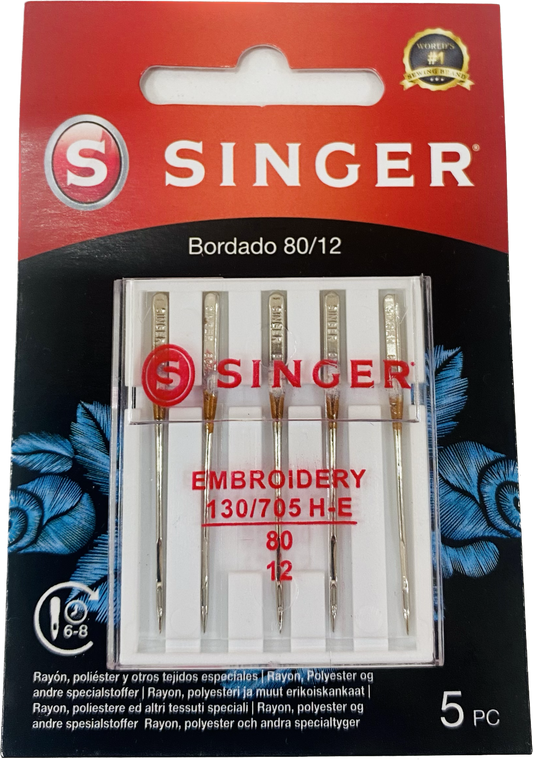 WORLD'S
#1
SEWING BRAND
S SINGER®
Bordado 80/12
S SINGER
EMBROIDERY
130/705 H-E
80
12
6-8
Rayón, poliéster y otros tejidos especiales | Rayon, Polyester og
andre specialstoffer | Rayon, polyesteri ja muut erikoiskankaat |
Rayon, poliestere ed altri tessuti speciali | Rayon, polyester og
andre spesialstoffer Rayon, polyester och andra specialtyger
5 PC